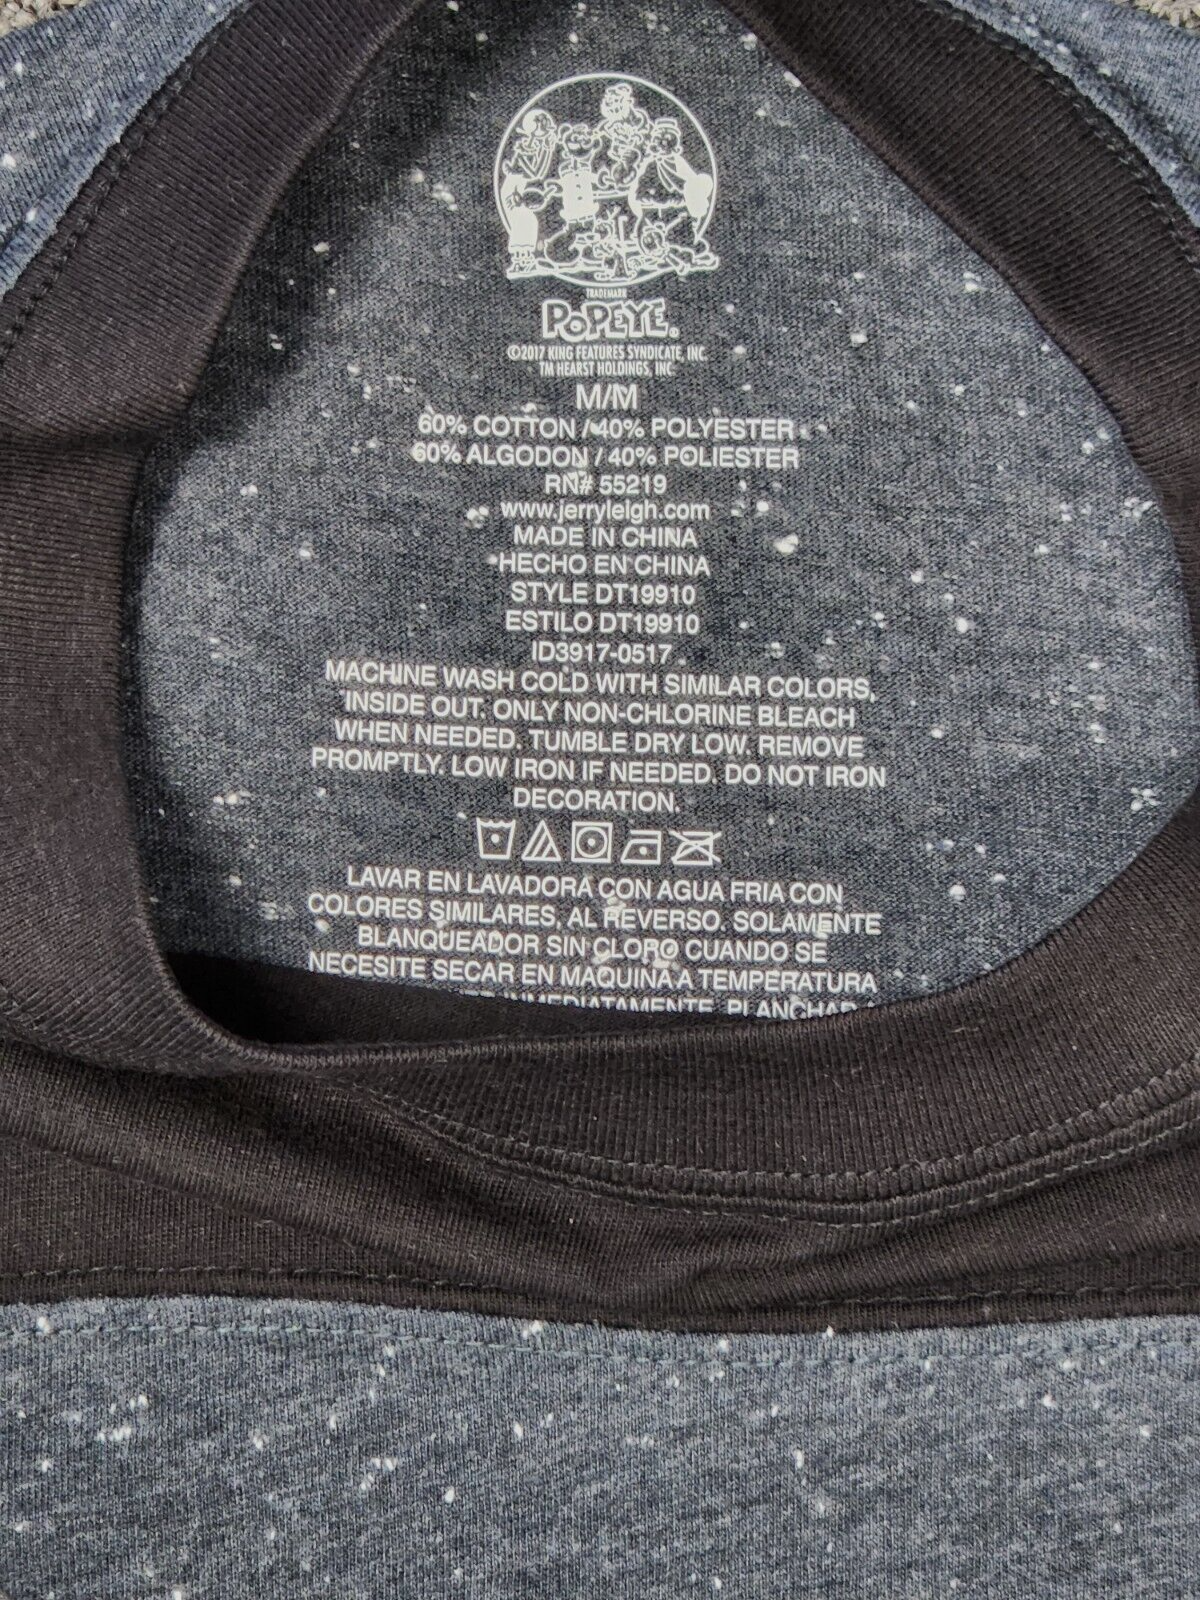 TRADEMARK
POPEYE®
©2017 KING FEATURES SYNDICATE, INC.
TM HEARST HOLDINGS, INC.
M/M
60% COTTON / 40% POLYESTER
60% ALGODON / 40% POLIESTER
RN# 55219
www.jerryleigh.com
MADE IN CHINA
HECHO EN CHINA
STYLE DT19910
ESTILO DT19910
ID3917-0517
MACHINE WASH COLD WITH SIMILAR COLORS,
INSIDE OUT. ONLY NON-CHLORINE BLEACH
WHEN NEEDED. TUMBLE DRY LOW. REMOVE
PROMPTLY. LOW IRON IF NEEDED. DO NOT IRON
DECORATION.
LAVAR EN LAVADORA CON AGUA FRIA CON
COLORES SIMILARES, AL REVERSO. SOLAMENTE
BLANQUEADOR SIN CLORO CUANDO SE
NECESITE SECAR EN MAQUINA A TEMPERATURA
INMEDIATAMENTE. PLANCHAR